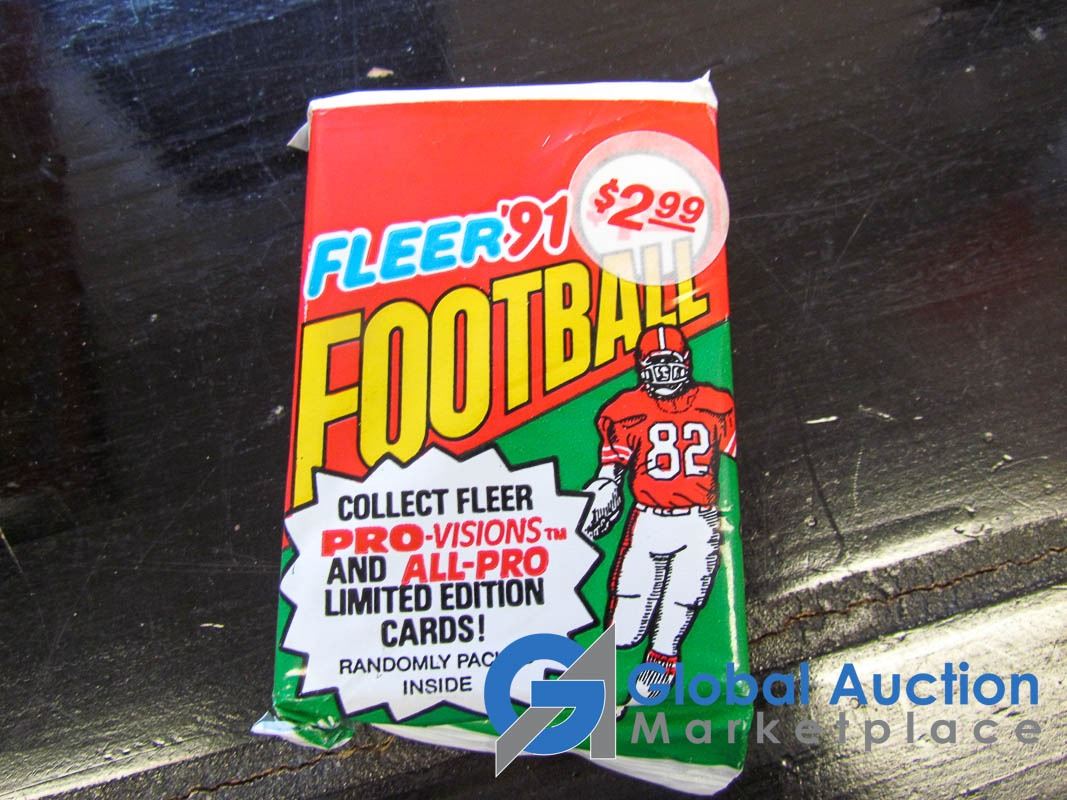 $2.99
FLEER '91
FOOTBALL
82
COLLECT FLEER
PRO-VISIONS™
AND ALL-PRO
LIMITED EDITION
CARDS!
RANDOMLY
INSIDE
Global Auction
Marketplace